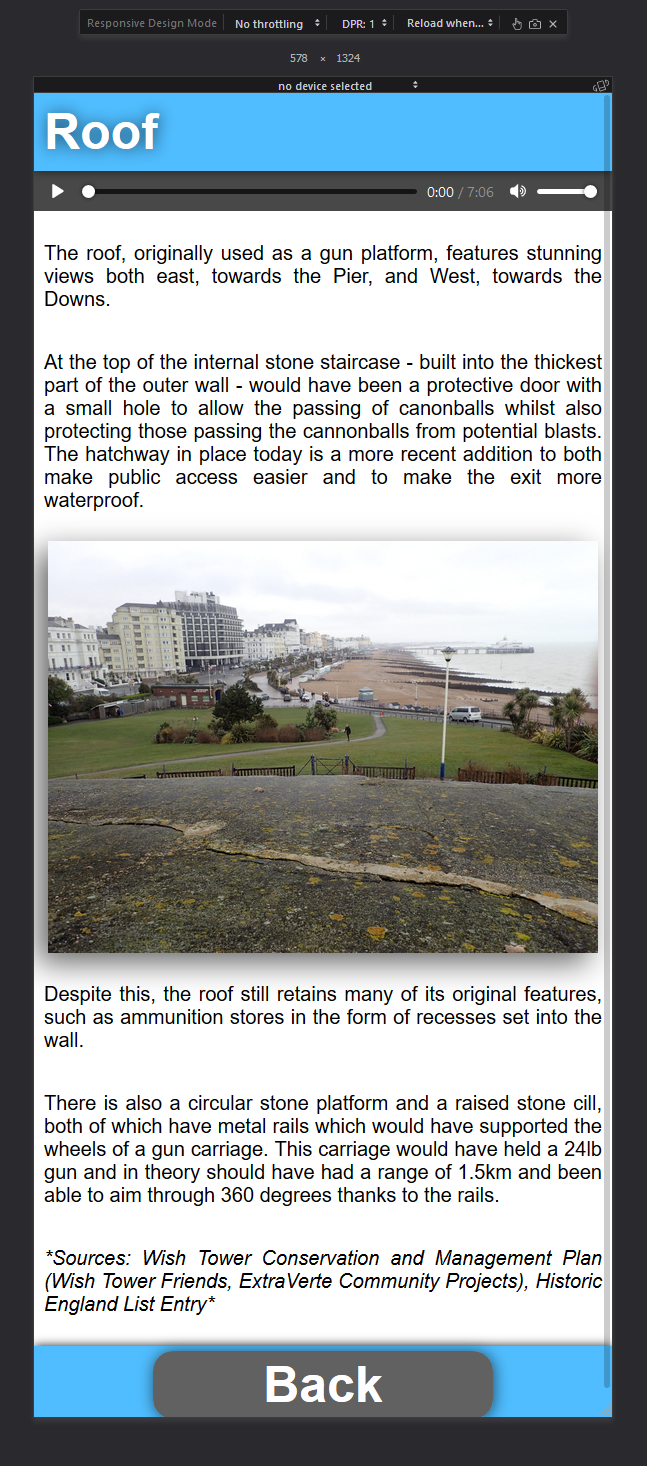 Responsive Design Mode No throttling DPR: 1 Reload when...
578 × 1324
no device selected
Roof
0:00 / 7:06
The roof, originally used as a gun platform, features stunning
views both east, towards the Pier, and West, towards the
Downs.
At the top of the internal stone staircase - built into the thickest
part of the outer wall - would have been a protective door with
a small hole to allow the passing of canonballs whilst also
protecting those passing the cannonballs from potential blasts.
The hatchway in place today is a more recent addition to both
make public access easier and to make the exit more
waterproof.
Despite this, the roof still retains many of its original features,
such as ammunition stores in the form of recesses set into the
wall.
There is also a circular stone platform and a raised stone cill,
both of which have metal rails which would have supported the
wheels of a gun carriage. This carriage would have held a 24lb
gun and in theory should have had a range of 1.5km and been
able to aim through 360 degrees thanks to the rails.
*Sources: Wish Tower Conservation and Management Plan
(Wish Tower Friends, ExtraVerte Community Projects), Historic
England List Entry*
Back